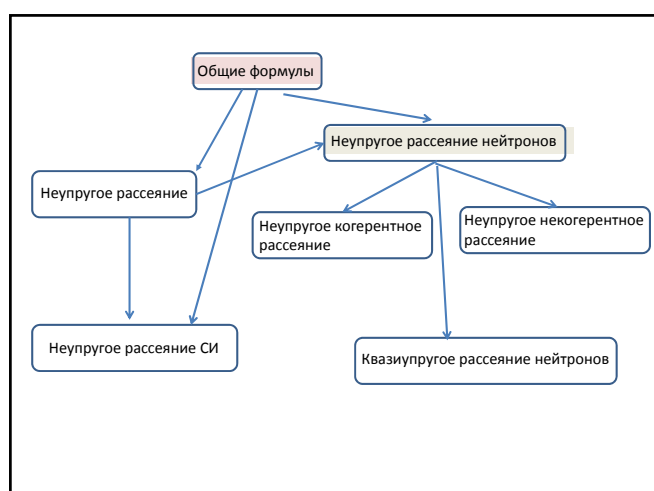 Общие формулы
Неупругое рассеяние нейтронов
Неупругое рассеяние
Неупругое когерентное
рассеяние
Неупругое некогерентное
рассеяние
Неупругое рассеяние СИ
Квазиупругое рассеяние нейтронов